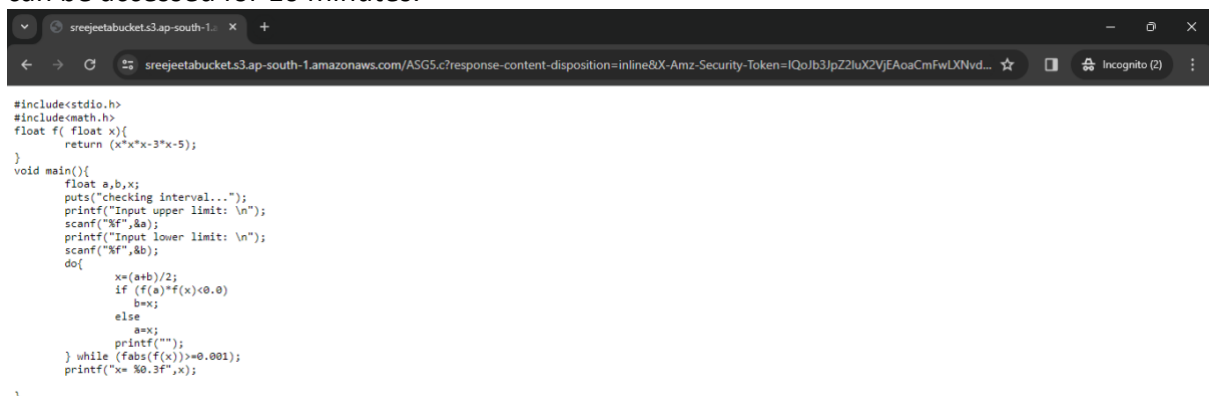 can be accessed for 10 minutes.
sreejeetabucket.s3.ap-south-1.a
sreejeetabucket.s3.ap-south-1.amazonaws.com/ASG5.c?response-content-disposition=inline&X-Amz-Security-Token=IQoJb3JpZ2luX2VjEAoaCmFwLXNvd... Incognito (2)
#include<stdio.h>
#include<math.h>
float f( float x){
return (x*x*x-3*x-5);
}
void main(){
float a,b,x;
puts("checking interval...");
printf("Input upper limit: \n");
scanf("%f",&a);
printf("Input lower limit: \n");
scanf("%f",&b);
do{
x=(a+b)/2;
if (f(a)*f(x)<0.0)
b=x;
else
a=x;
printf("");
} while (fabs(f(x))>=0.001);
printf("x= %0.3f",x);
}